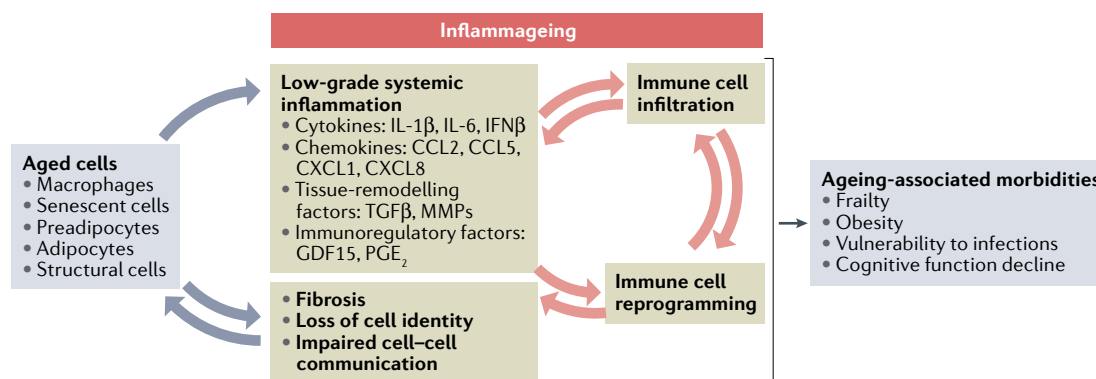 Inflammageing
Aged cells
• Macrophages
• Senescent cells
• Preadipocytes
• Adipocytes
• Structural cells
Low-grade systemic
inflammation
• Cytokines: IL-1β, IL-6, IFNβ
• Chemokines: CCL2, CCL5,
CXCL1, CXCL8
• Tissue-remodelling
factors: TGFβ, MMPs
• Immunoregulatory factors:
GDF15, PGE₂
• Fibrosis
• Loss of cell identity
• Impaired cell–cell
communication
Immune cell
infiltration
Immune cell
reprogramming
Ageing-associated morbidities
• Frailty
• Obesity
• Vulnerability to infections
• Cognitive function decline